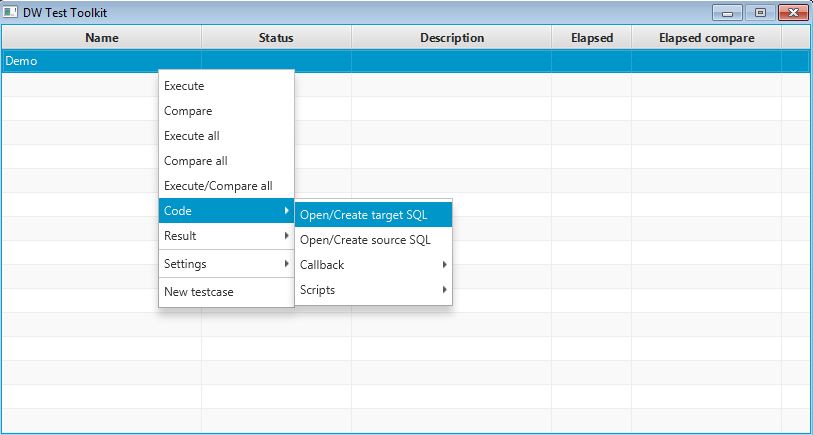 DW Test Toolkit
Name Status Description Elapsed Elapsed compare
Demo
Execute
Compare
Execute all
Compare all
Execute/Compare all
Code
Result
Settings
New testcase
Open/Create target SQL
Open/Create source SQL
Callback
Scripts